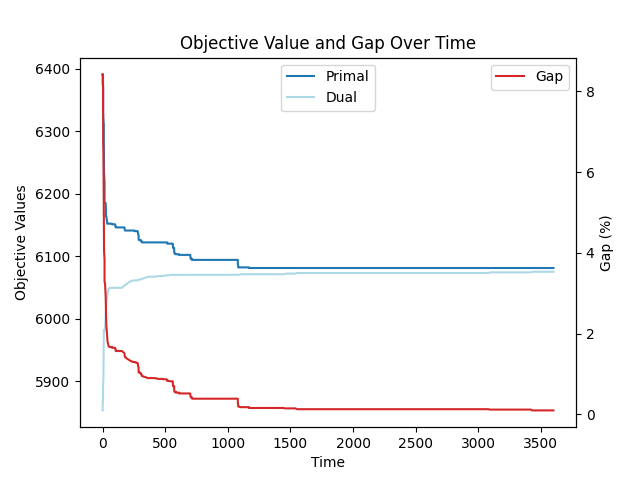 Objective Value and Gap Over Time
Primal
Dual
Gap
6400
6300
6200
6100
6000
5900
Objective Values
8
6
4
2
0
Gap (%)
0
500
1000
1500
2000
2500
3000
3500
Time